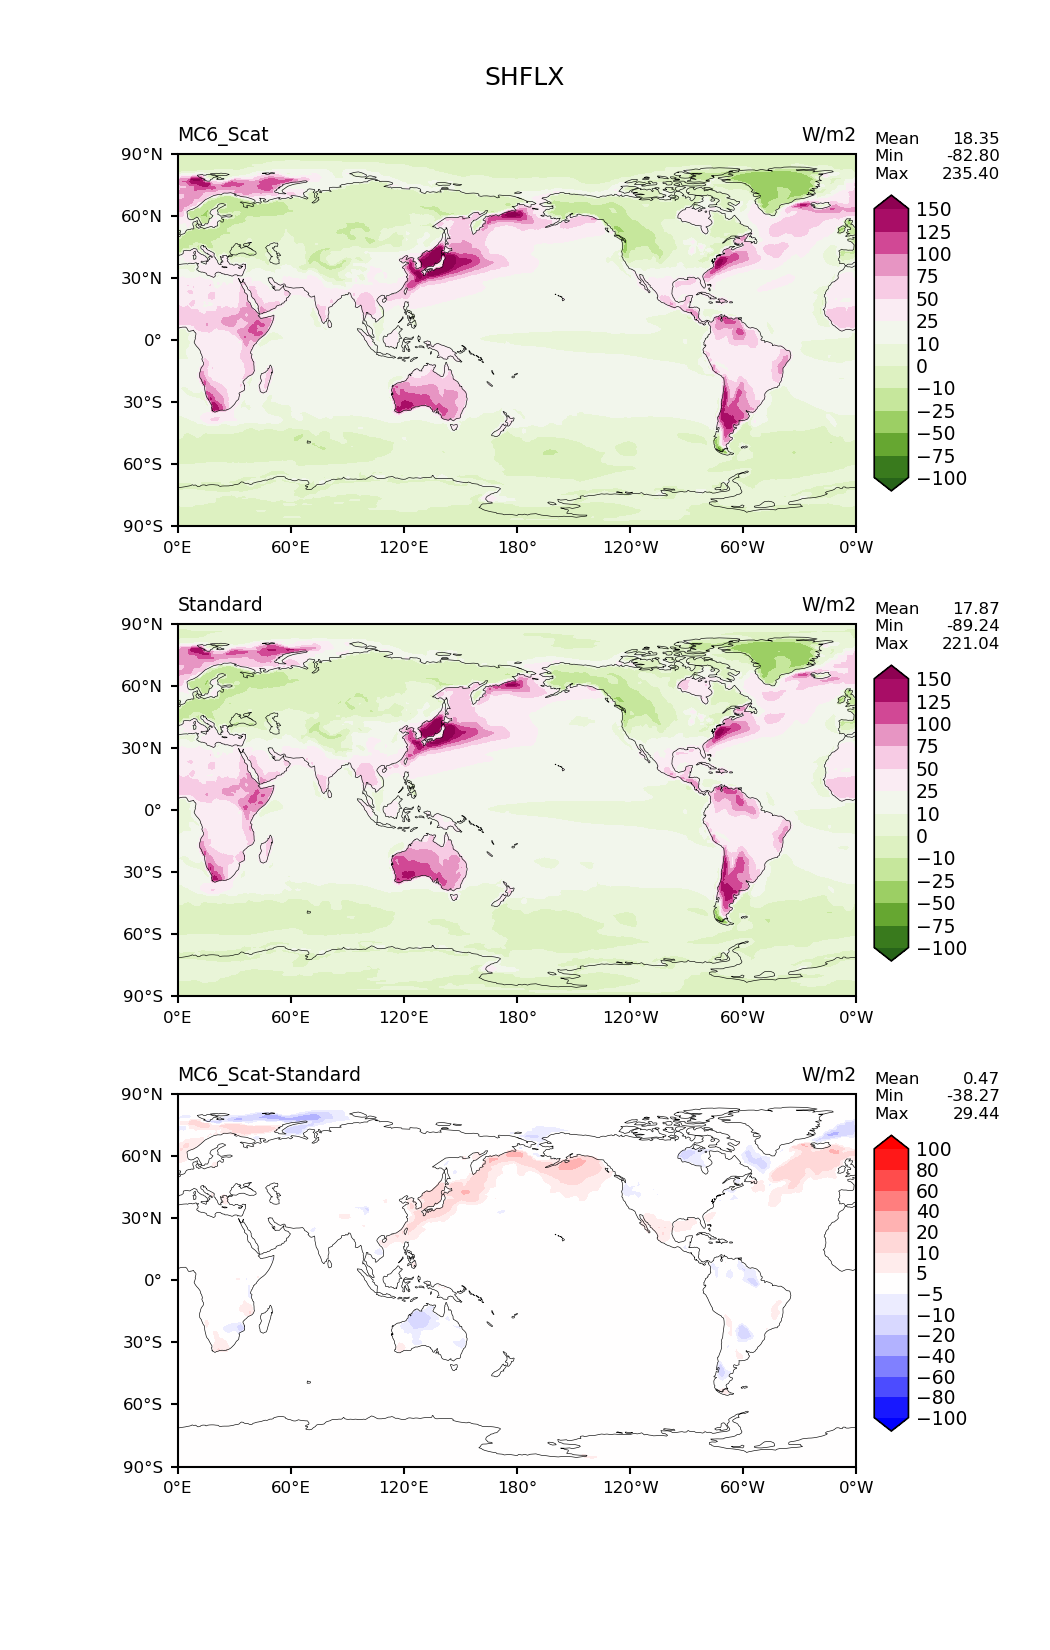 SHFLX
MC6_Scat W/m2
Mean 18.35
Min -82.80
Max 235.40
90°N
60°N
30°N
0°
30°S
60°S
90°S
0°E 60°E 120°E 180° 120°W 60°W 0°W
150
125
100
75
50
25
10
0
−10
−25
−50
−75
−100
Standard W/m2
Mean 17.87
Min -89.24
Max 221.04
90°N
60°N
30°N
0°
30°S
60°S
90°S
0°E 60°E 120°E 180° 120°W 60°W 0°W
150
125
100
75
50
25
10
0
−10
−25
−50
−75
−100
MC6_Scat-Standard W/m2
Mean 0.47
Min -38.27
Max 29.44
90°N
60°N
30°N
0°
30°S
60°S
90°S
0°E 60°E 120°E 180° 120°W 60°W 0°W
100
80
60
40
20
10
5
−5
−10
−20
−40
−60
−80
−100